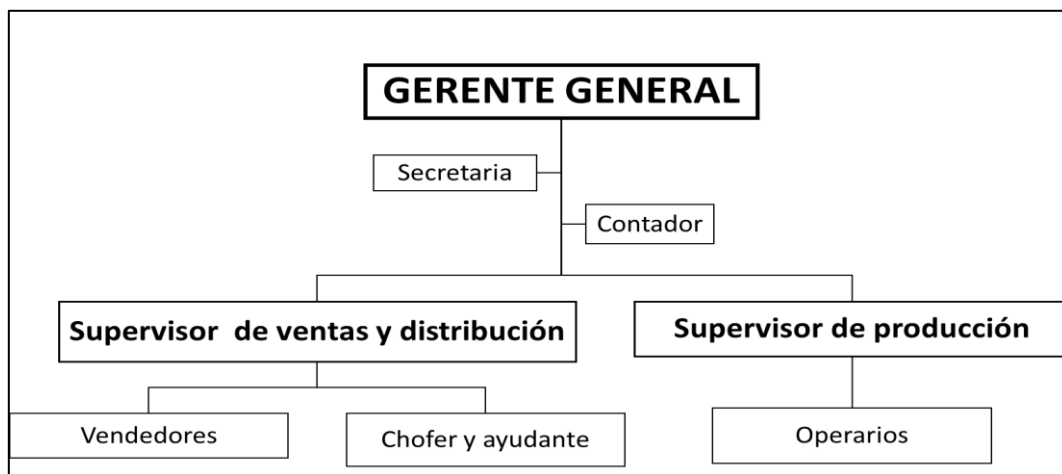 GERENTE GENERAL
Secretaria
Contador
Supervisor de ventas y distribución
Supervisor de producción
Vendedores
Chofer y ayudante
Operarios